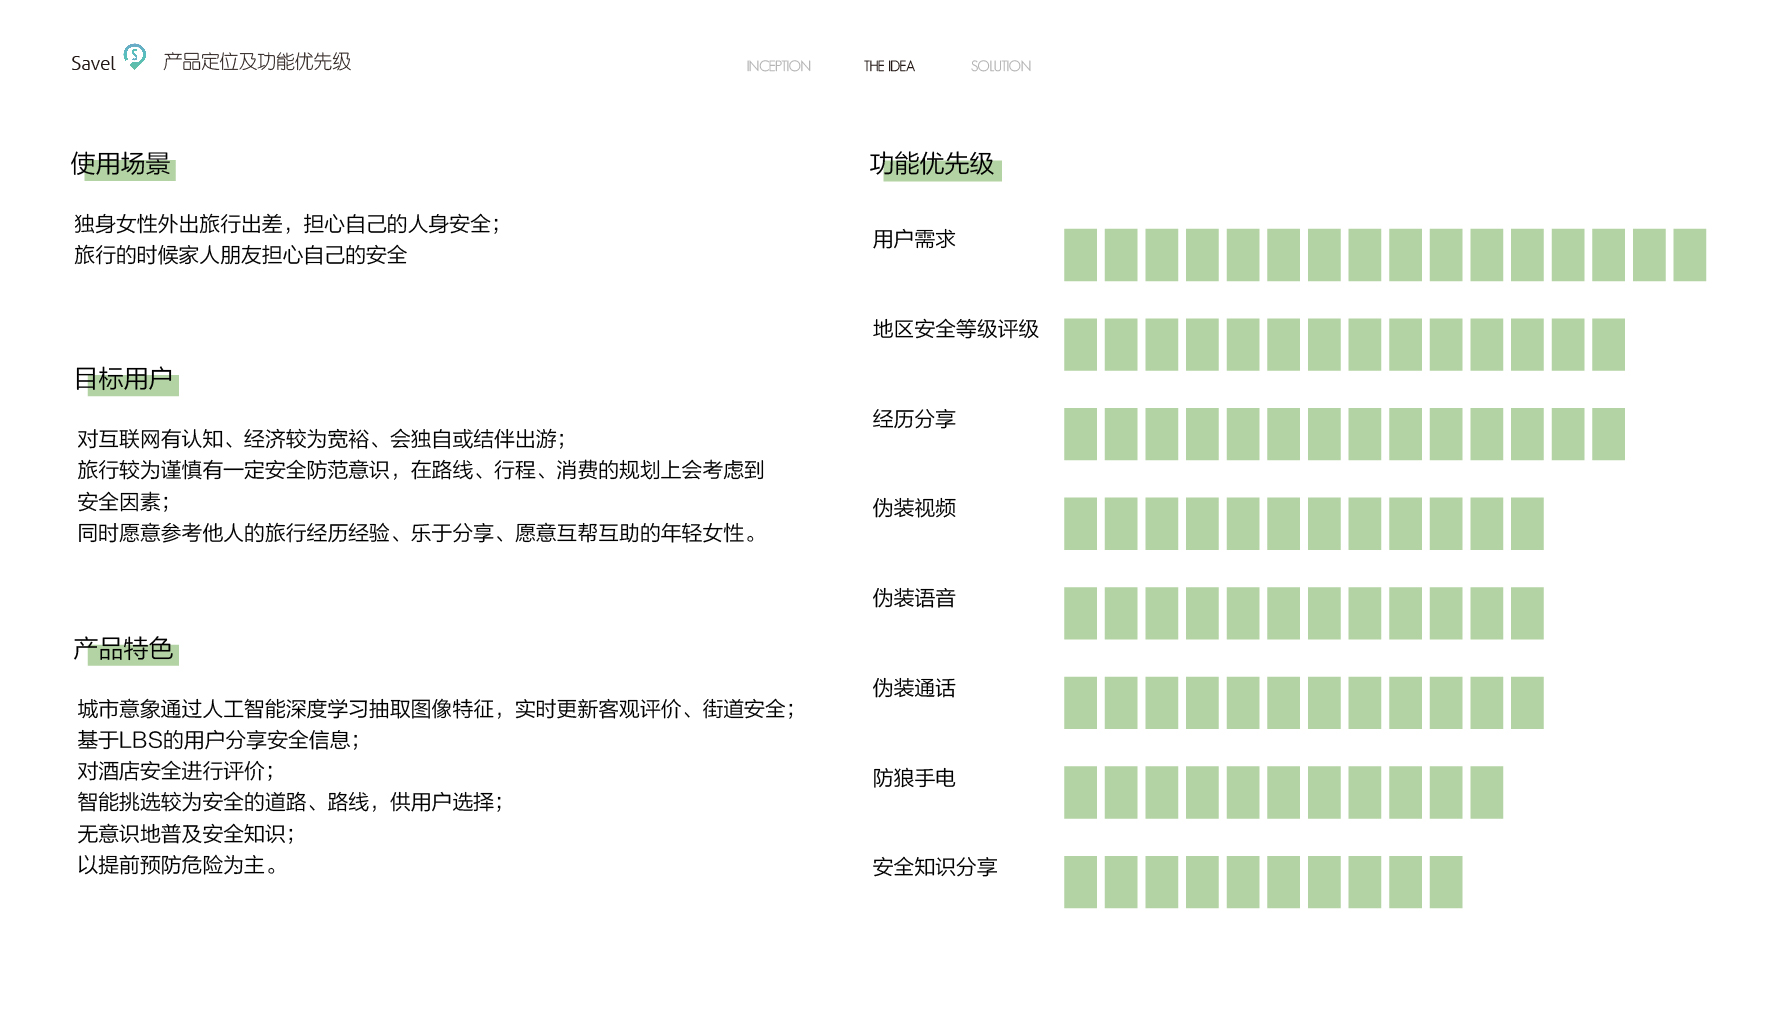 Savel 产品定位及功能优先级
INCEPTION THE IDEA SOLUTION
使用场景
独身女性外出旅行出差，担心自己的人身安全；
旅行的时候家人朋友担心自己的安全
目标用户
对互联网有认知、经济较为宽裕、会独自或结伴出游；
旅行较为谨慎有一定安全防范意识，在路线、行程、消费的规划上会考虑到
安全因素；
同时愿意参考他人的旅行经历经验、乐于分享、愿意互帮互助的年轻女性。
产品特色
城市意象通过人工智能深度学习抽取图像特征，实时更新客观评价、街道安全；
基于LBS的用户分享安全信息；
对酒店安全进行评价；
智能挑选较为安全的道路、路线，供用户选择；
无意识地普及安全知识；
以提前预防危险为主。
功能优先级
用户需求
地区安全等级评级
经历分享
伪装视频
伪装语音
伪装通话
防狼手电
安全知识分享